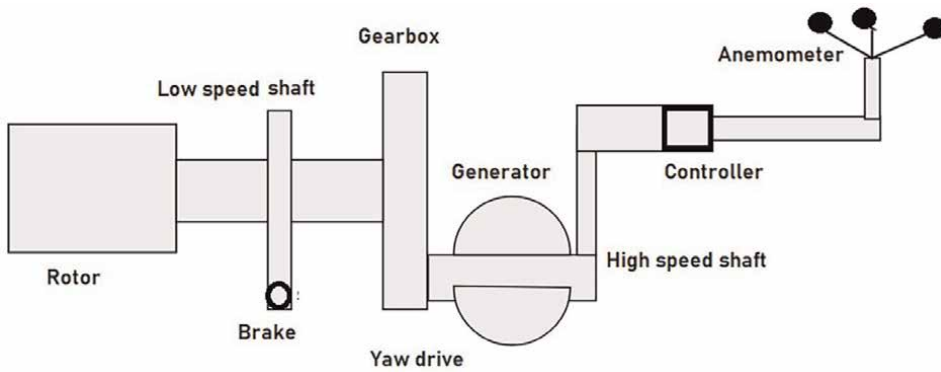 Gearbox
Anemometer
Low speed shaft
Generator
Controller
High speed shaft
Rotor
Brake
Yaw drive